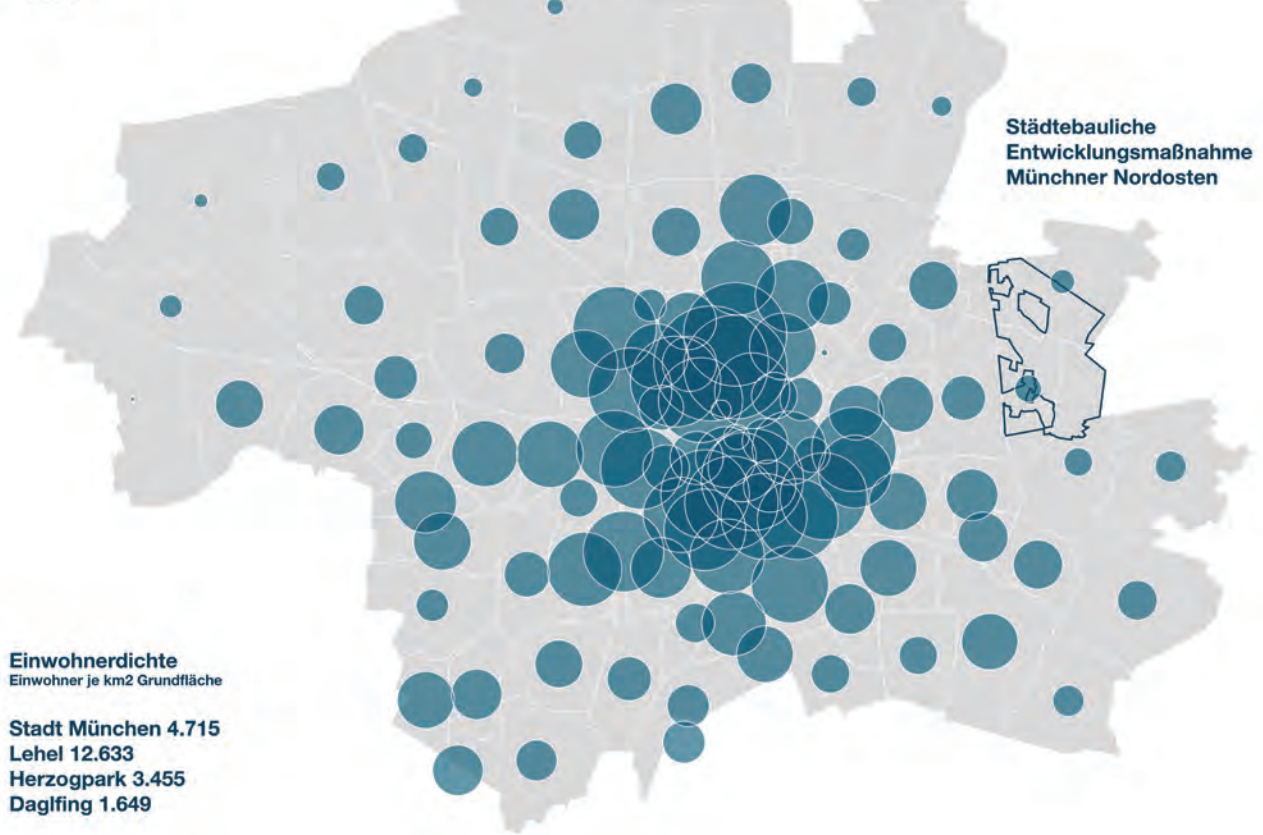 Städtebauliche
Entwicklungsmaßnahme
Münchner Nordosten
Einwohnerdichte
Einwohner je km2 Grundfläche
Stadt München 4.715
Lehel 12.633
Herzogpark 3.455
Daglfing 1.649